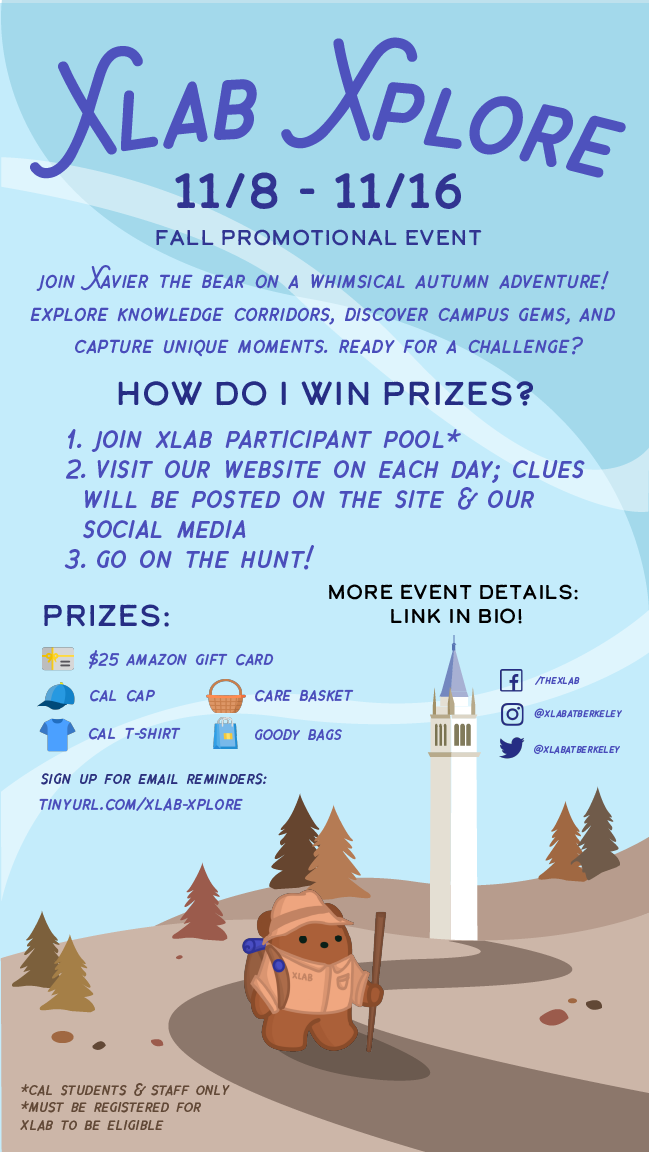 XLAB XPLORE
11/8 - 11/16
FALL PROMOTIONAL EVENT
JOIN XAVIER THE BEAR ON A WHIMSICAL AUTUMN ADVENTURE!
EXPLORE KNOWLEDGE CORRIDORS, DISCOVER CAMPUS GEMS, AND
CAPTURE UNIQUE MOMENTS. READY FOR A CHALLENGE?
HOW DO I WIN PRIZES?
1. JOIN XLAB PARTICIPANT POOL*
2. VISIT OUR WEBSITE ON EACH DAY; CLUES
WILL BE POSTED ON THE SITE & OUR
SOCIAL MEDIA
3. GO ON THE HUNT!
MORE EVENT DETAILS:
LINK IN BIO!
PRIZES:
$25 AMAZON GIFT CARD
CAL CAP
CARE BASKET
CAL T-SHIRT
GOODY BAGS
/THEXLAB
@XLABATBERKELEY
@XLABATBERKELEY
SIGN UP FOR EMAIL REMINDERS:
TINYURL.COM/XLAB-XPLORE
XLAB
*CAL STUDENTS & STAFF ONLY
*MUST BE REGISTERED FOR
XLAB TO BE ELIGIBLE